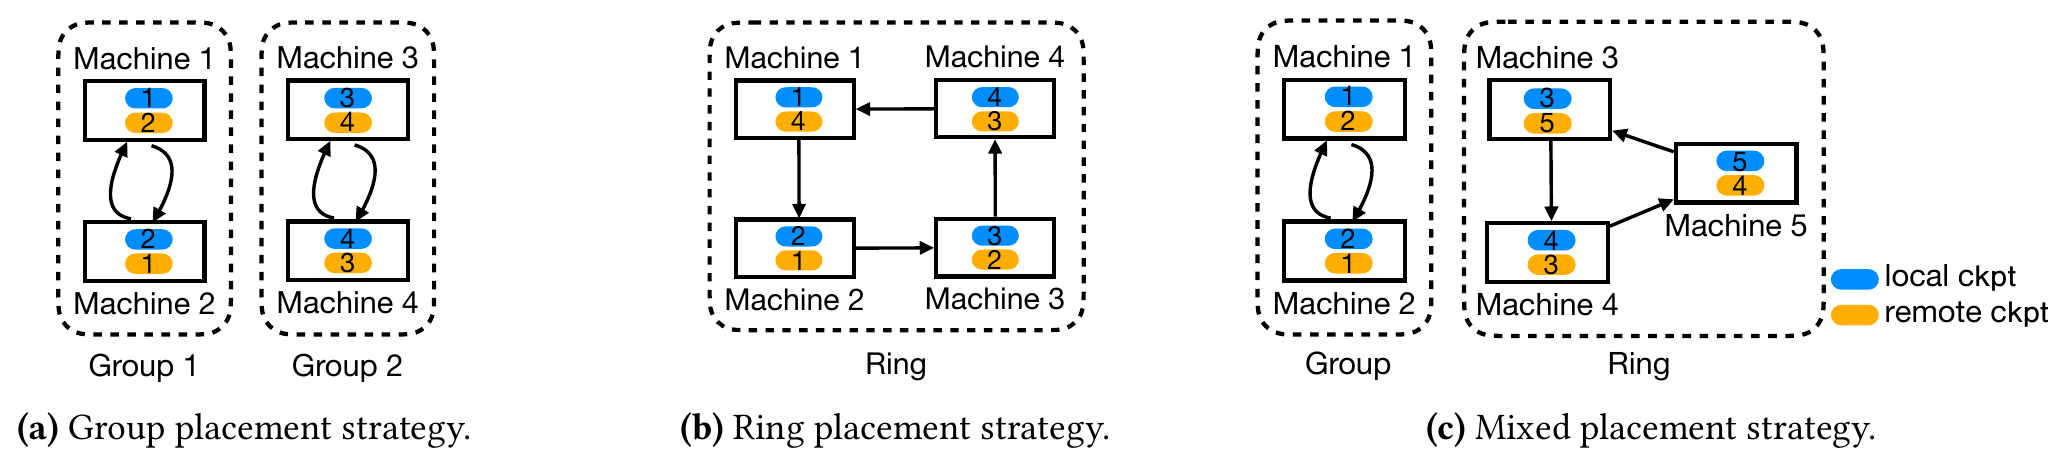 Machine 1
1
2
2
1
Machine 2
Group 1
Machine 3
3
4
4
3
Machine 4
Group 2
(a) Group placement strategy.
Machine 1
1
4
Machine 4
4
3
2
1
Machine 2
3
2
Machine 3
Ring
(b) Ring placement strategy.
Machine 1
1
2
2
1
Machine 2
Group
Machine 3
3
5
5
4
Machine 5
4
3
Machine 4
Ring
local ckpt
remote ckpt
(c) Mixed placement strategy.